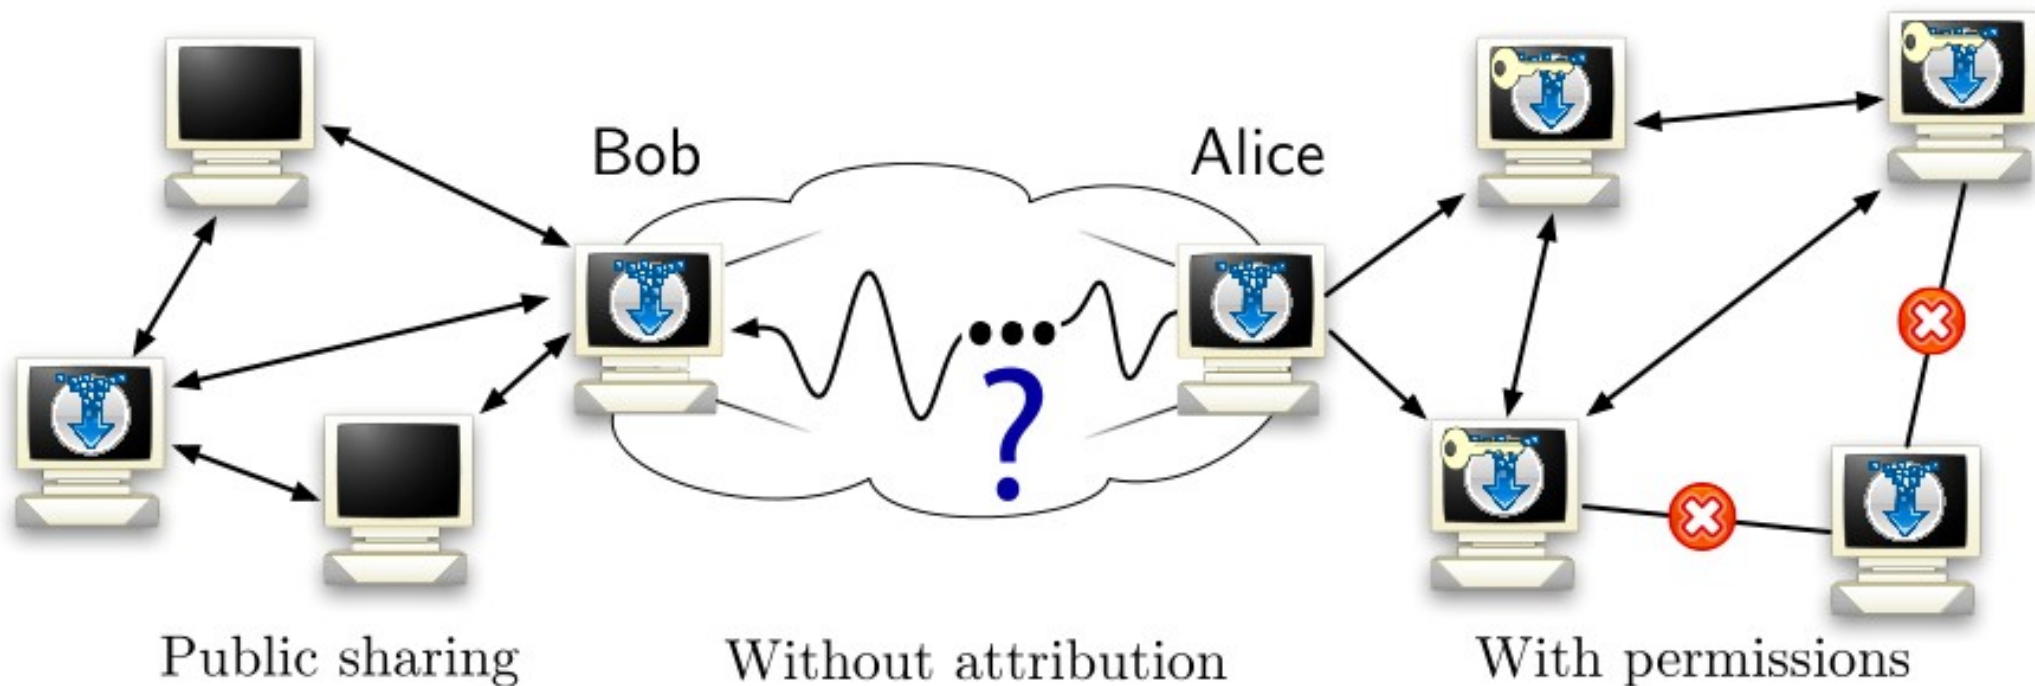 Bob
Alice
?
Public sharing
Without attribution
With permissions